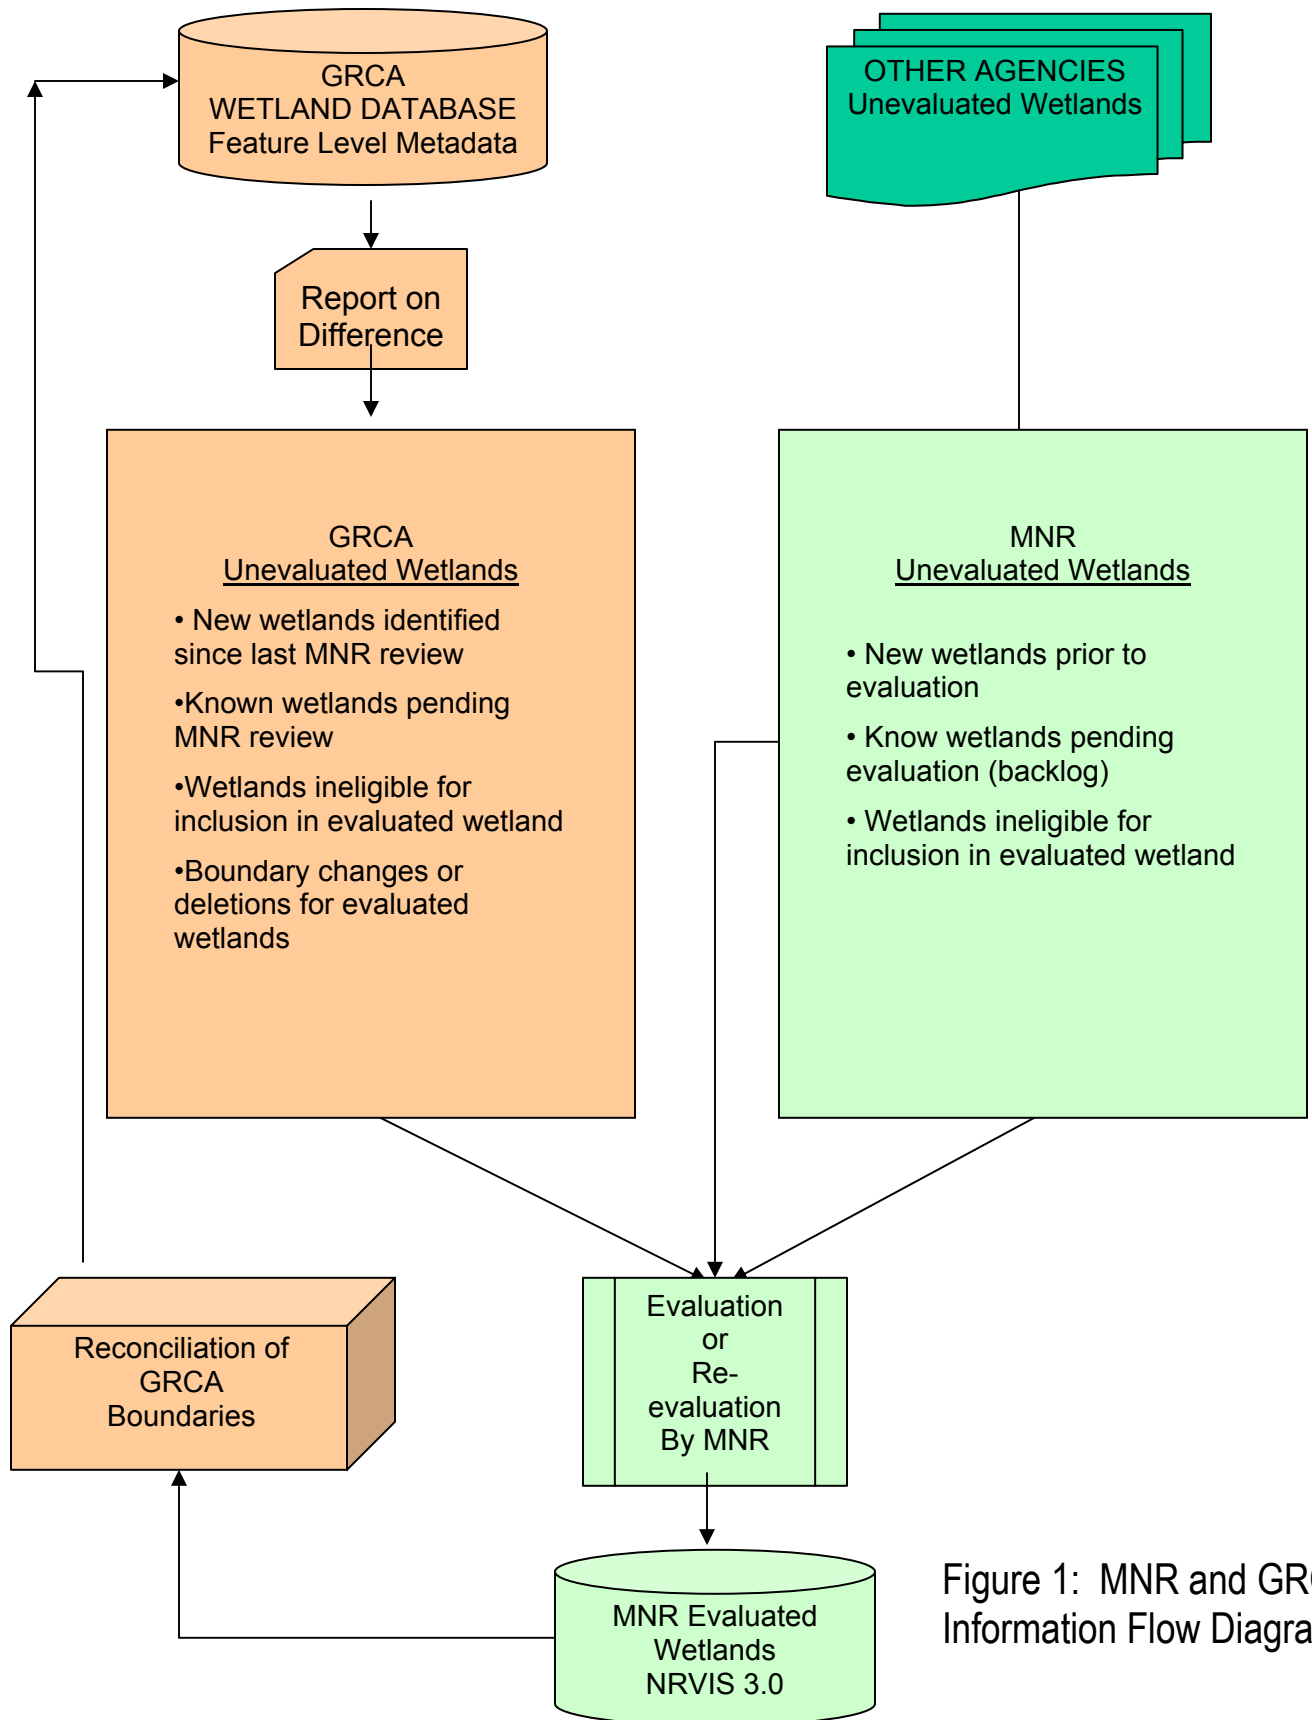 GRCA
WETLAND DATABASE
Feature Level Metadata
OTHER AGENCIES
Unevaluated Wetlands
Report on
Difference
GRCA
Unevaluated Wetlands
• New wetlands identified
since last MNR review
•Known wetlands pending
MNR review
•Wetlands ineligible for
inclusion in evaluated wetland
•Boundary changes or
deletions for evaluated
wetlands
MNR
Unevaluated Wetlands
• New wetlands prior to
evaluation
• Know wetlands pending
evaluation (backlog)
• Wetlands ineligible for
inclusion in evaluated wetland
Reconciliation of
GRCA
Boundaries
Evaluation
or
Re-
evaluation
By MNR
MNR Evaluated
Wetlands
NRVIS 3.0
Figure 1: MNR and
Information Flow